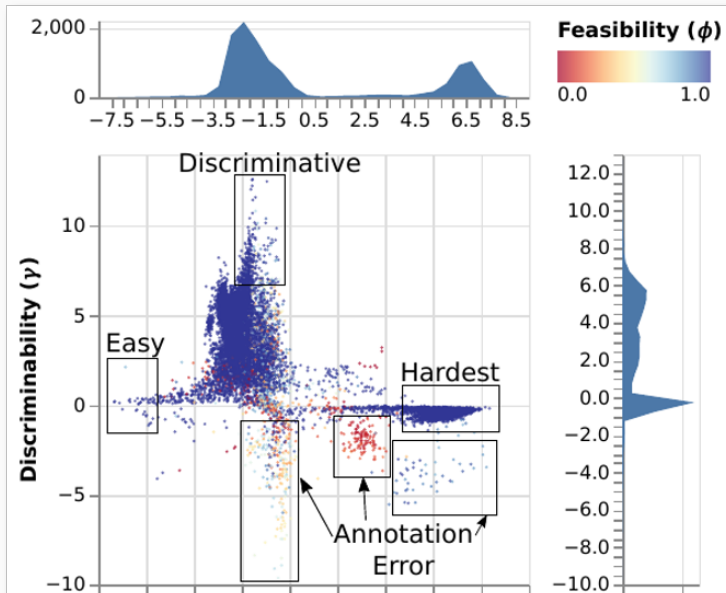 2,000
0
−7.5 −5.5 −3.5 −1.5 0.5 2.5 4.5 6.5 8.5
Feasibility (ϕ)
0.0 1.0
Discriminability (γ)
10
5
0
−5
−10
Discriminative
Easy
Hardest
Annotation
Error
12.0
10.0
8.0
6.0
4.0
2.0
0.0
−2.0
−4.0
−6.0
−8.0
−10.0